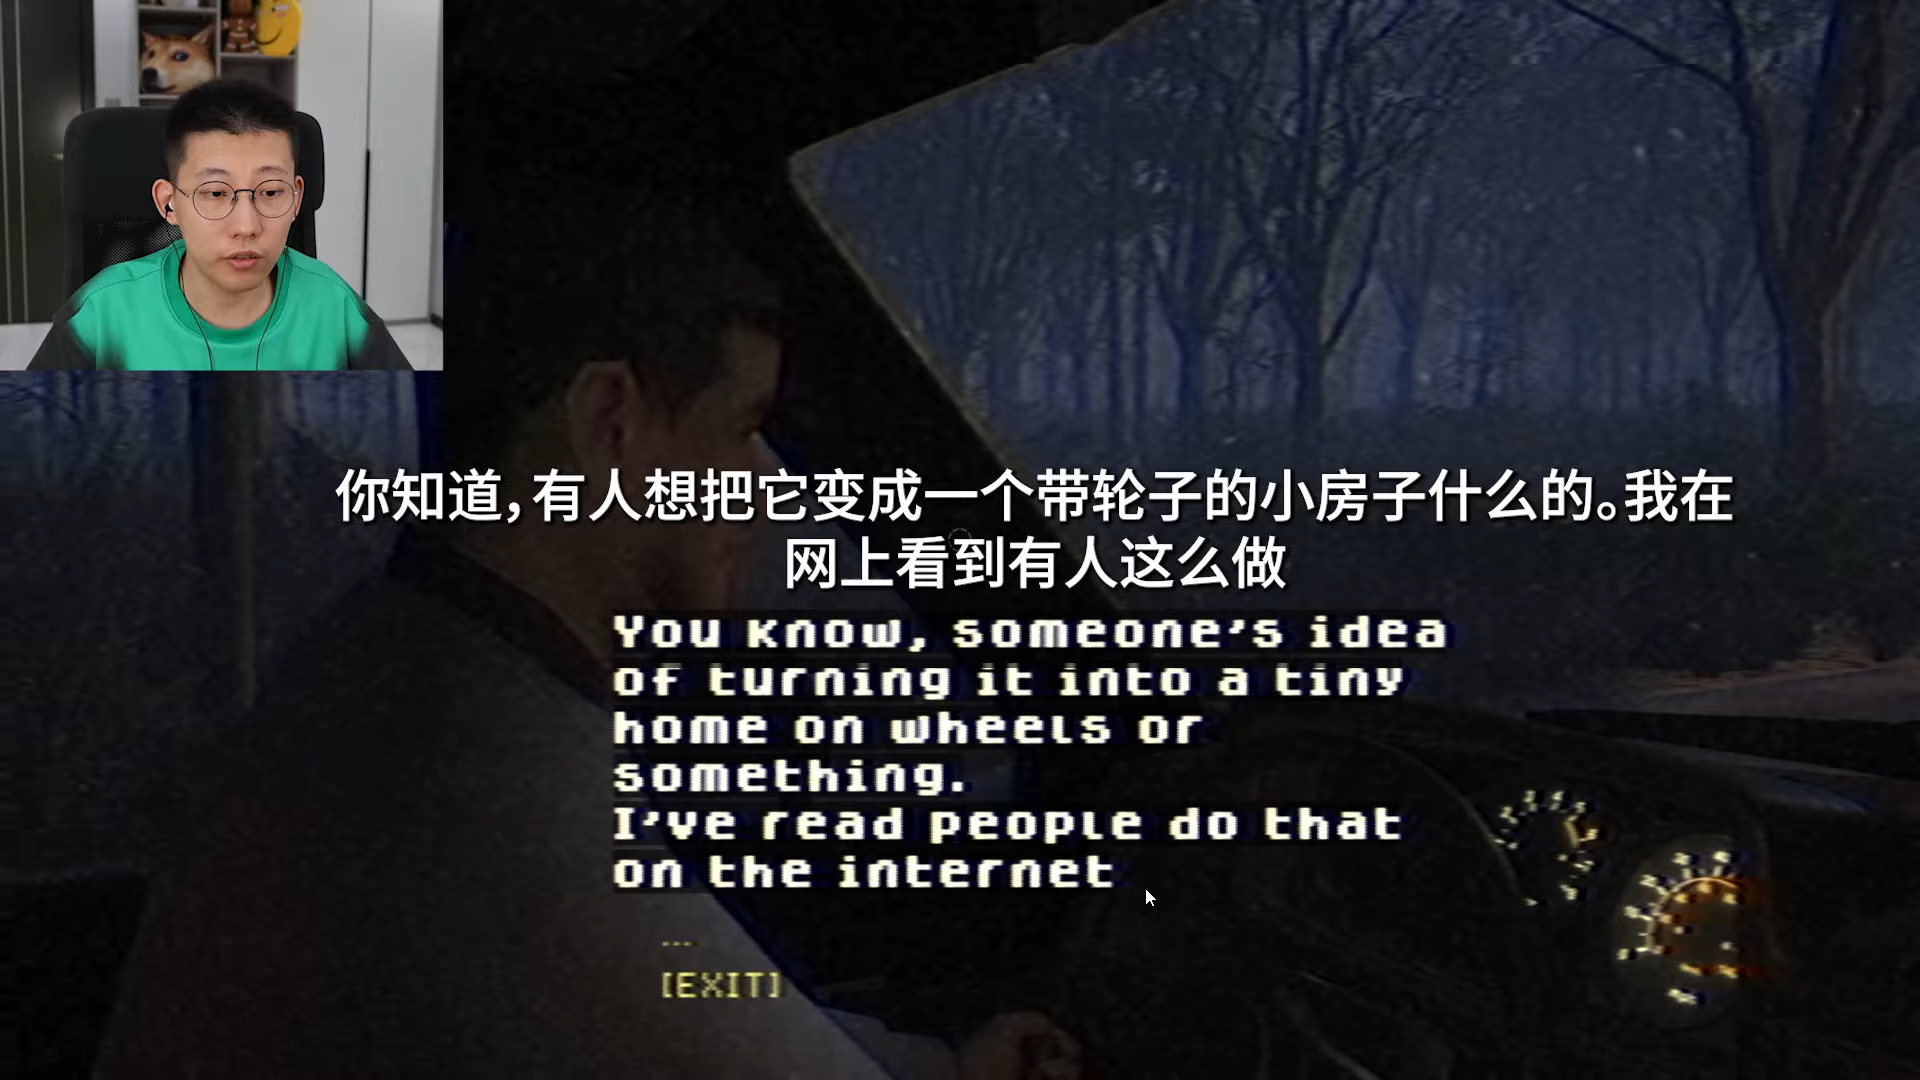 你知道,有人想把它变成一个带轮子的小房子什么的。我在
网上看到有人这么做
You know, someone's idea
of turning it into a tiny
home on wheels or
something.
I've read people do that
on the internet
...
[EXIT]